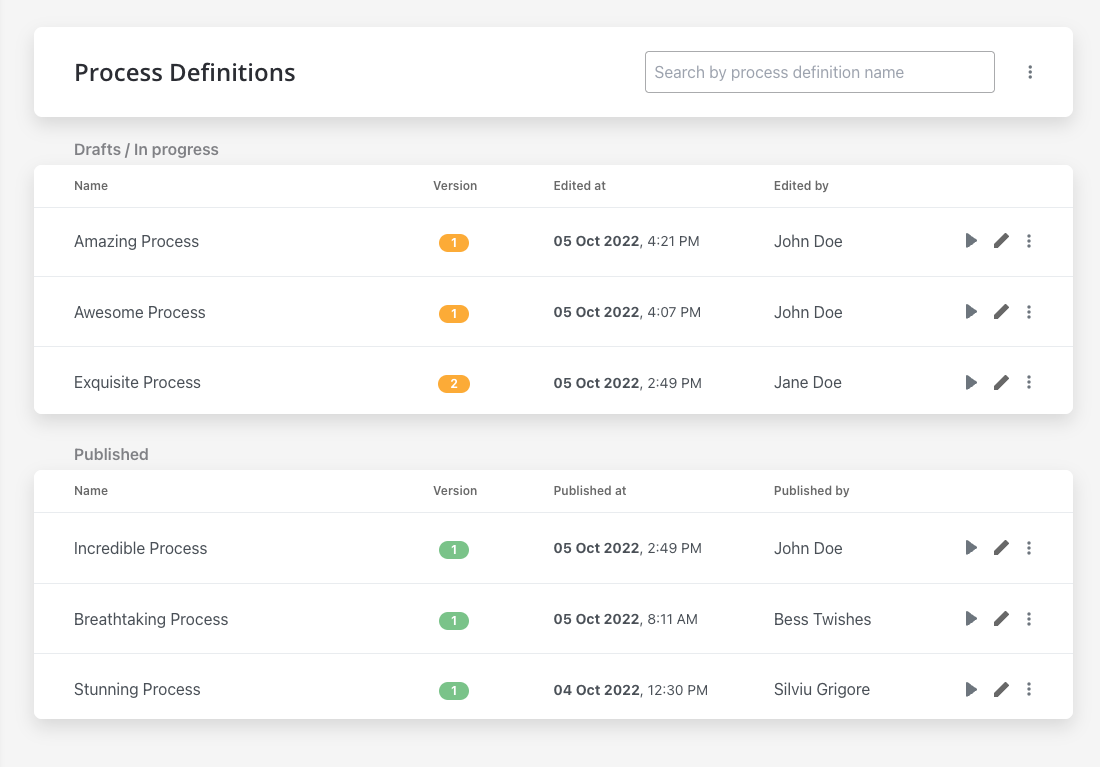 Process Definitions
Search by process definition name
Drafts / In progress
Name Version Edited at Edited by
Amazing Process 1 05 Oct 2022, 4:21 PM John Doe
Awesome Process 1 05 Oct 2022, 4:07 PM John Doe
Exquisite Process 2 05 Oct 2022, 2:49 PM Jane Doe
Published
Name Version Published at Published by
Incredible Process 1 05 Oct 2022, 2:49 PM John Doe
Breathtaking Process 1 05 Oct 2022, 8:11 AM Bess Twishes
Stunning Process 1 04 Oct 2022, 12:30 PM Silviu Grigore